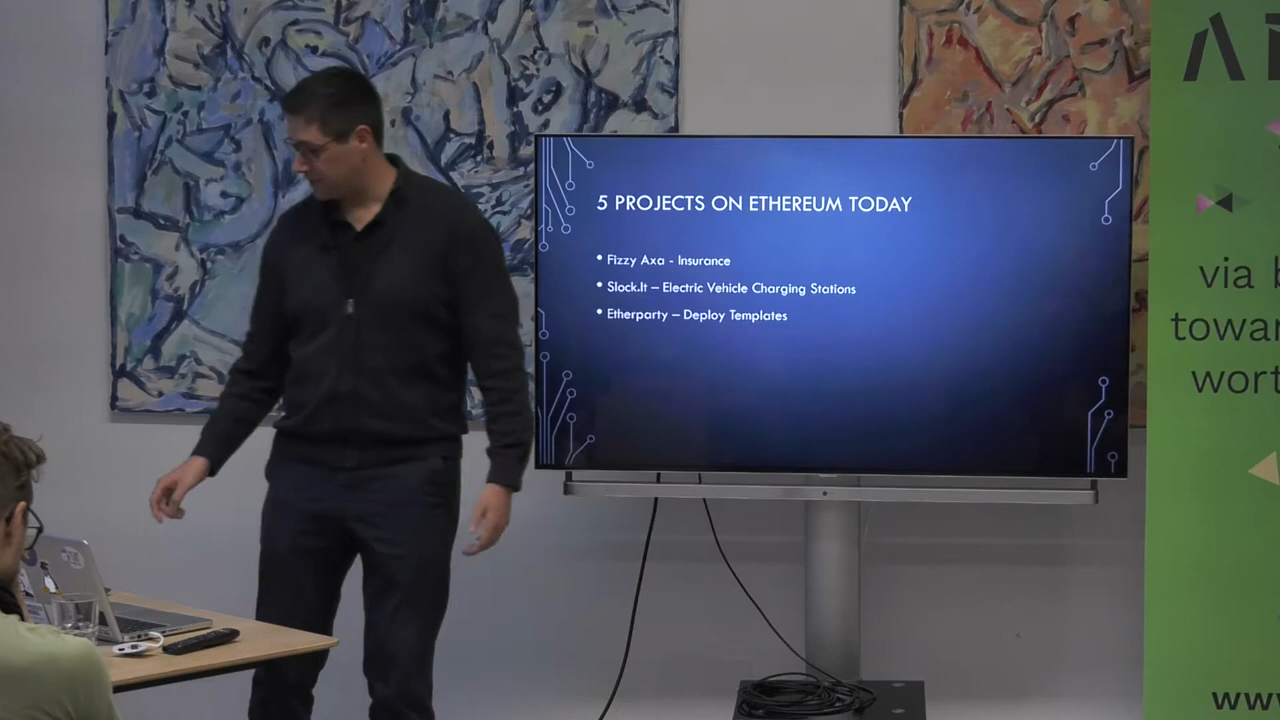 5 PROJECTS ON ETHEREUM TODAY
• Fizzy Axa - Insurance
• Slock.It – Electric Vehicle Charging Stations
• Etherparty – Deploy Templates
via
towar
wort
www